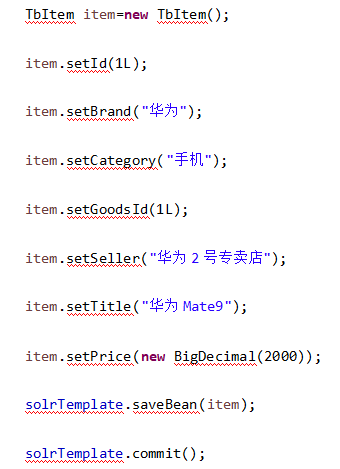 TbItem item=new TbItem();
item.setId(1L);
item.setBrand("华为");
item.setCategory("手机");
item.setGoodsId(1L);
item.setSeller("华为 2 号专卖店");
item.setTitle("华为 Mate9");
item.setPrice(new BigDecimal(2000));
solrTemplate.saveBean(item);
solrTemplate.commit();